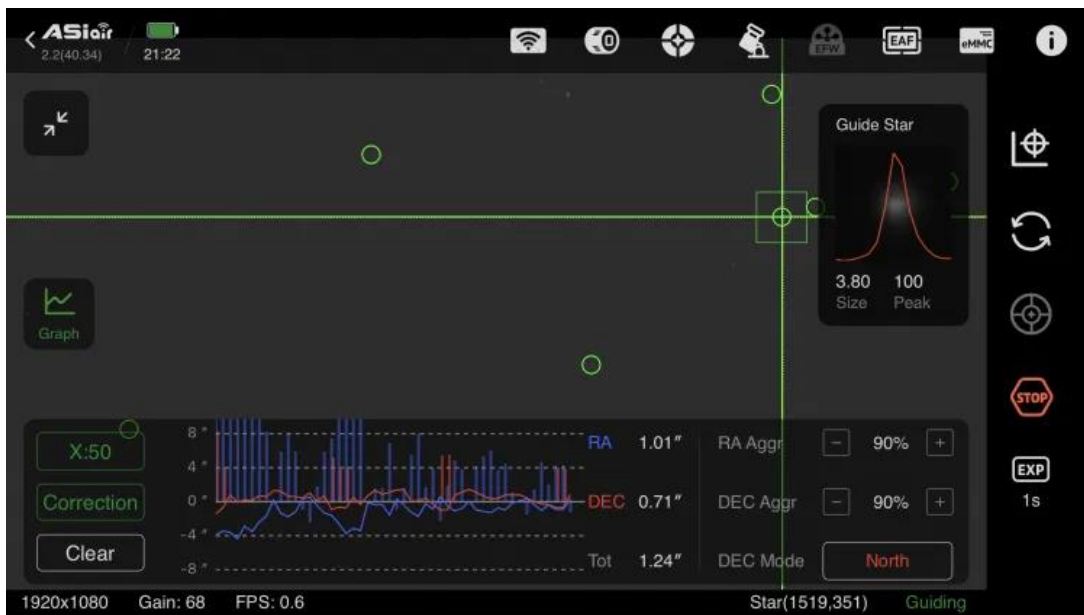 ASiair
2.2(40.34)
21:22
EFW
EAF
eMMC
i
Guide Star
3.80 100
Size Peak
Graph
STOP
EXP
1s
X:50
Correction
Clear
8 "
4 "
0 "
-4 "
-8 "
RA 1.01"
DEC 0.71"
Tot 1.24"
RA Aggr - 90% +
DEC Aggr - 90% +
DEC Mode North
1920x1080 Gain: 68 FPS: 0.6 Star(1519,351) Guiding